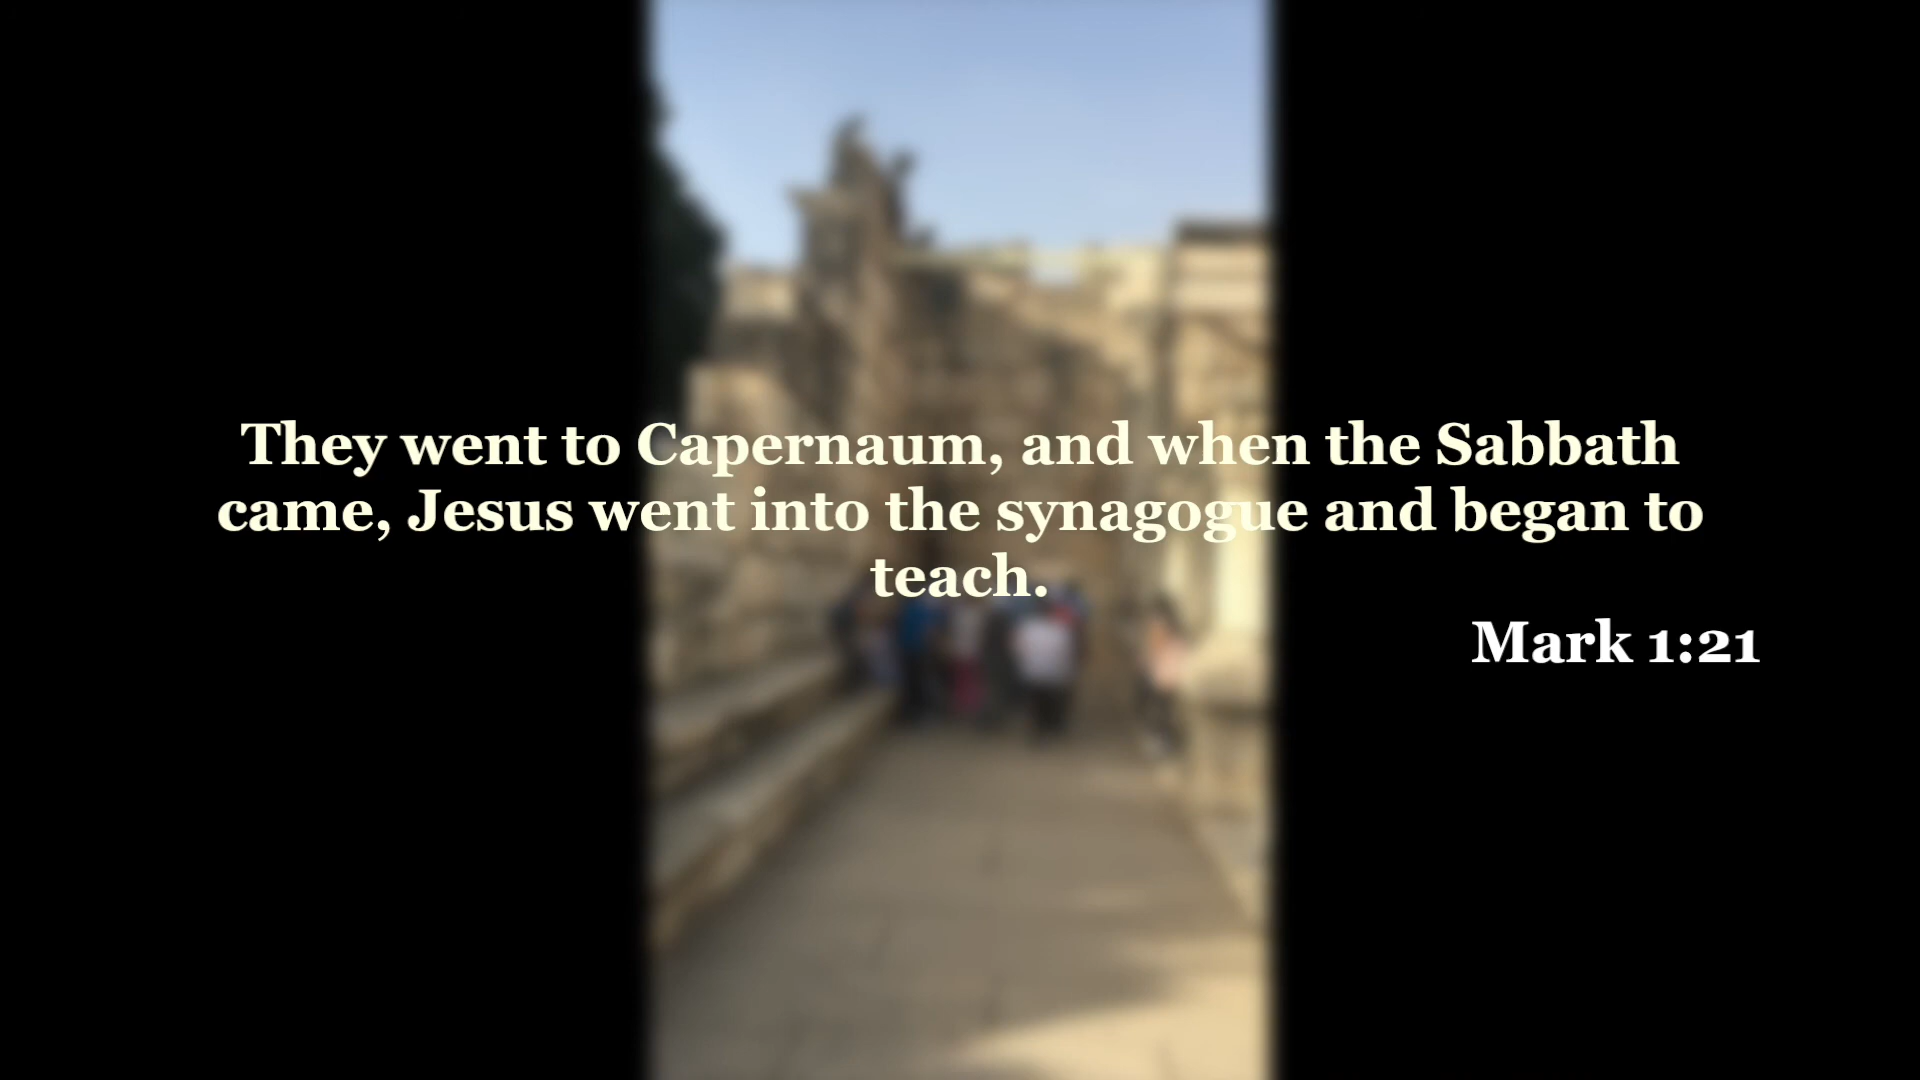 They went to Capernaum, and when the Sabbath
came, Jesus went into the synagogue and began to
teach.
Mark 1:21